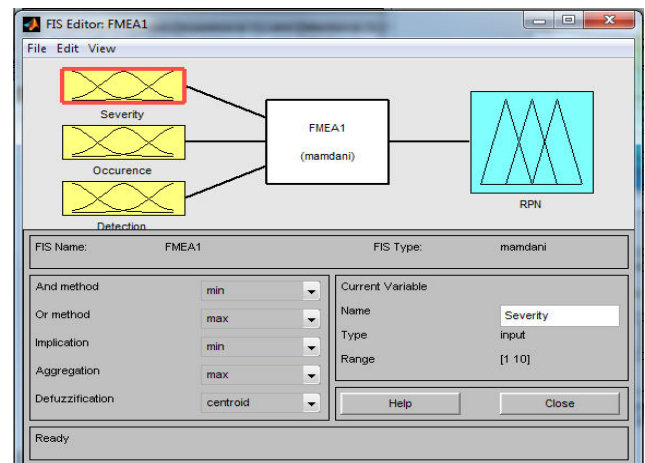 FIS Editor: FMEA1
File Edit View
Severity
Occurence
Detection
FMEA1
(mamdani)
RPN
FIS Name: FMEA1 FIS Type: mamdani
And method min
Or method max
Implication min
Aggregation max
Defuzzification centroid
Current Variable
Name Severity
Type input
Range [1 10]
Help Close
Ready